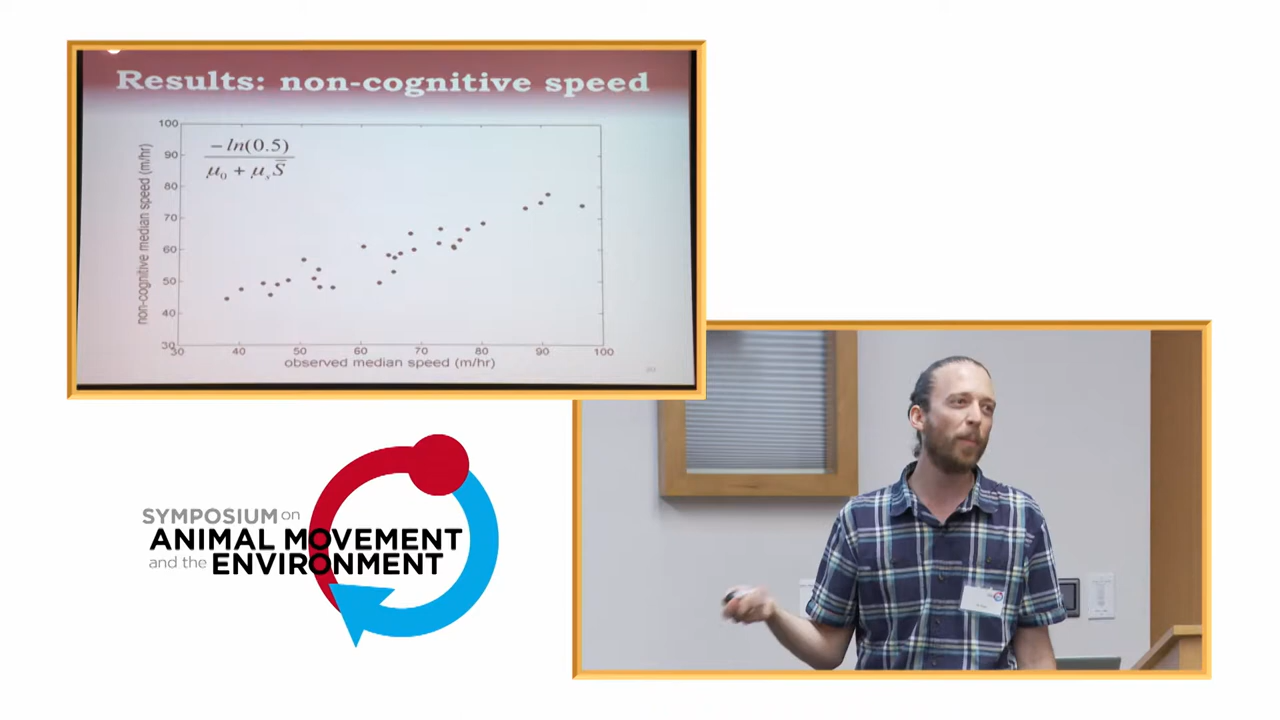 Results: non-cognitive speed
−ln(0.5)
μ₀ + μₛS̄
non-cognitive median speed (m/hr)
100
90
80
70
60
50
40
30
30 40 50 60 70 80 90 100
observed median speed (m/hr)
20
SYMPOSIUM on
ANIMAL MOVEMENT
and the ENVIRONMENT